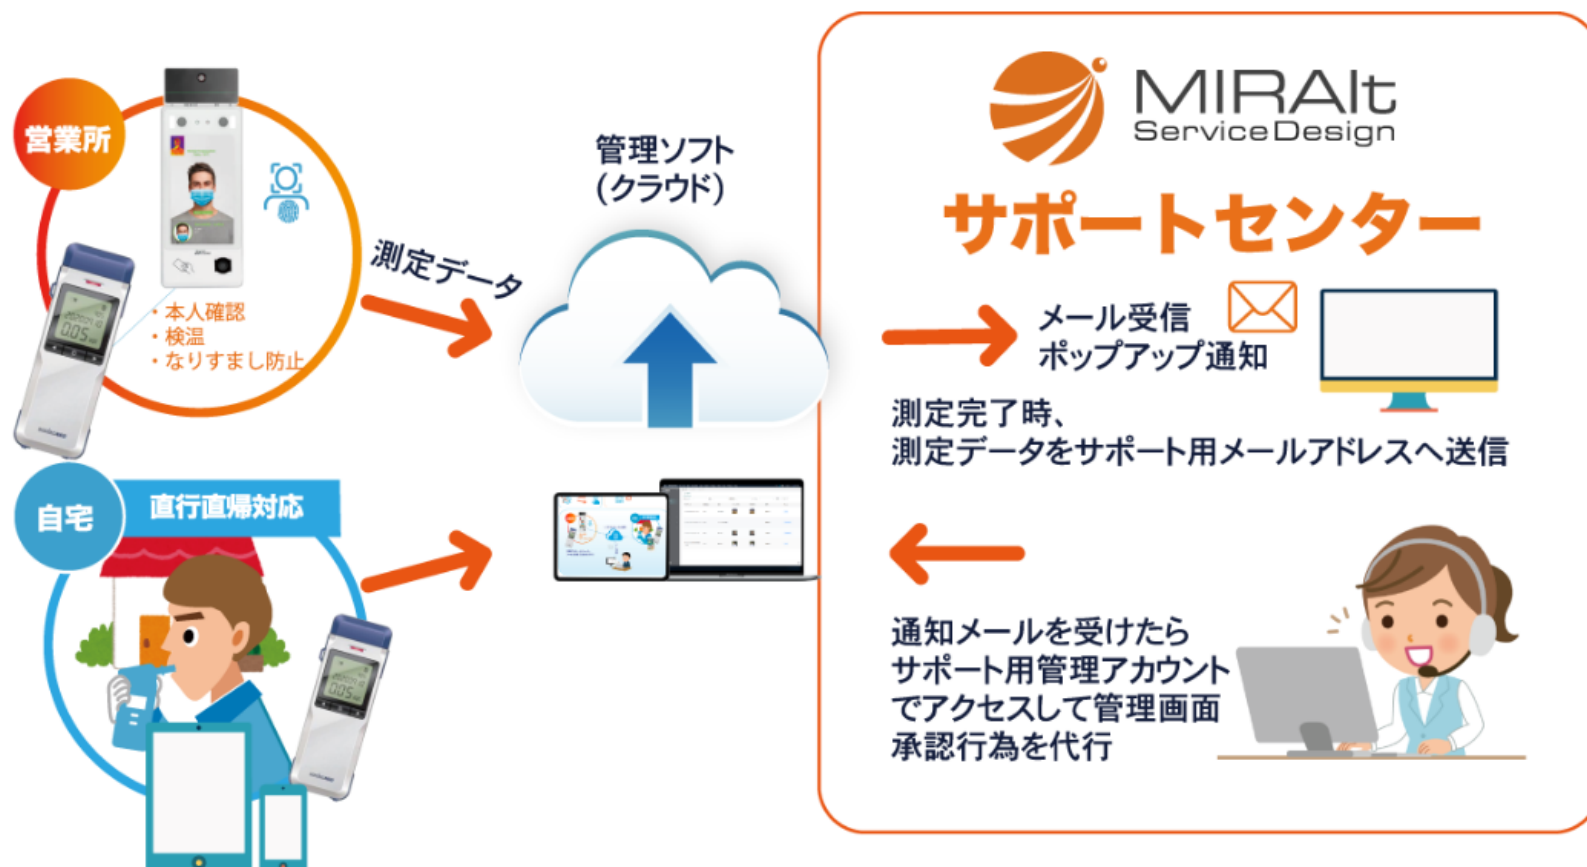 営業所
・本人確認
・検温
・なりすまし防止
測定データ
自宅
直行直帰対応
管理ソフト
(クラウド)
MIRAIt
ServiceDesign
サポートセンター
メール受信
ポップアップ通知
測定完了時、
測定データをサポート用メールアドレスへ送信
通知メールを受けたら
サポート用管理アカウント
でアクセスして管理画面
承認行為を代行